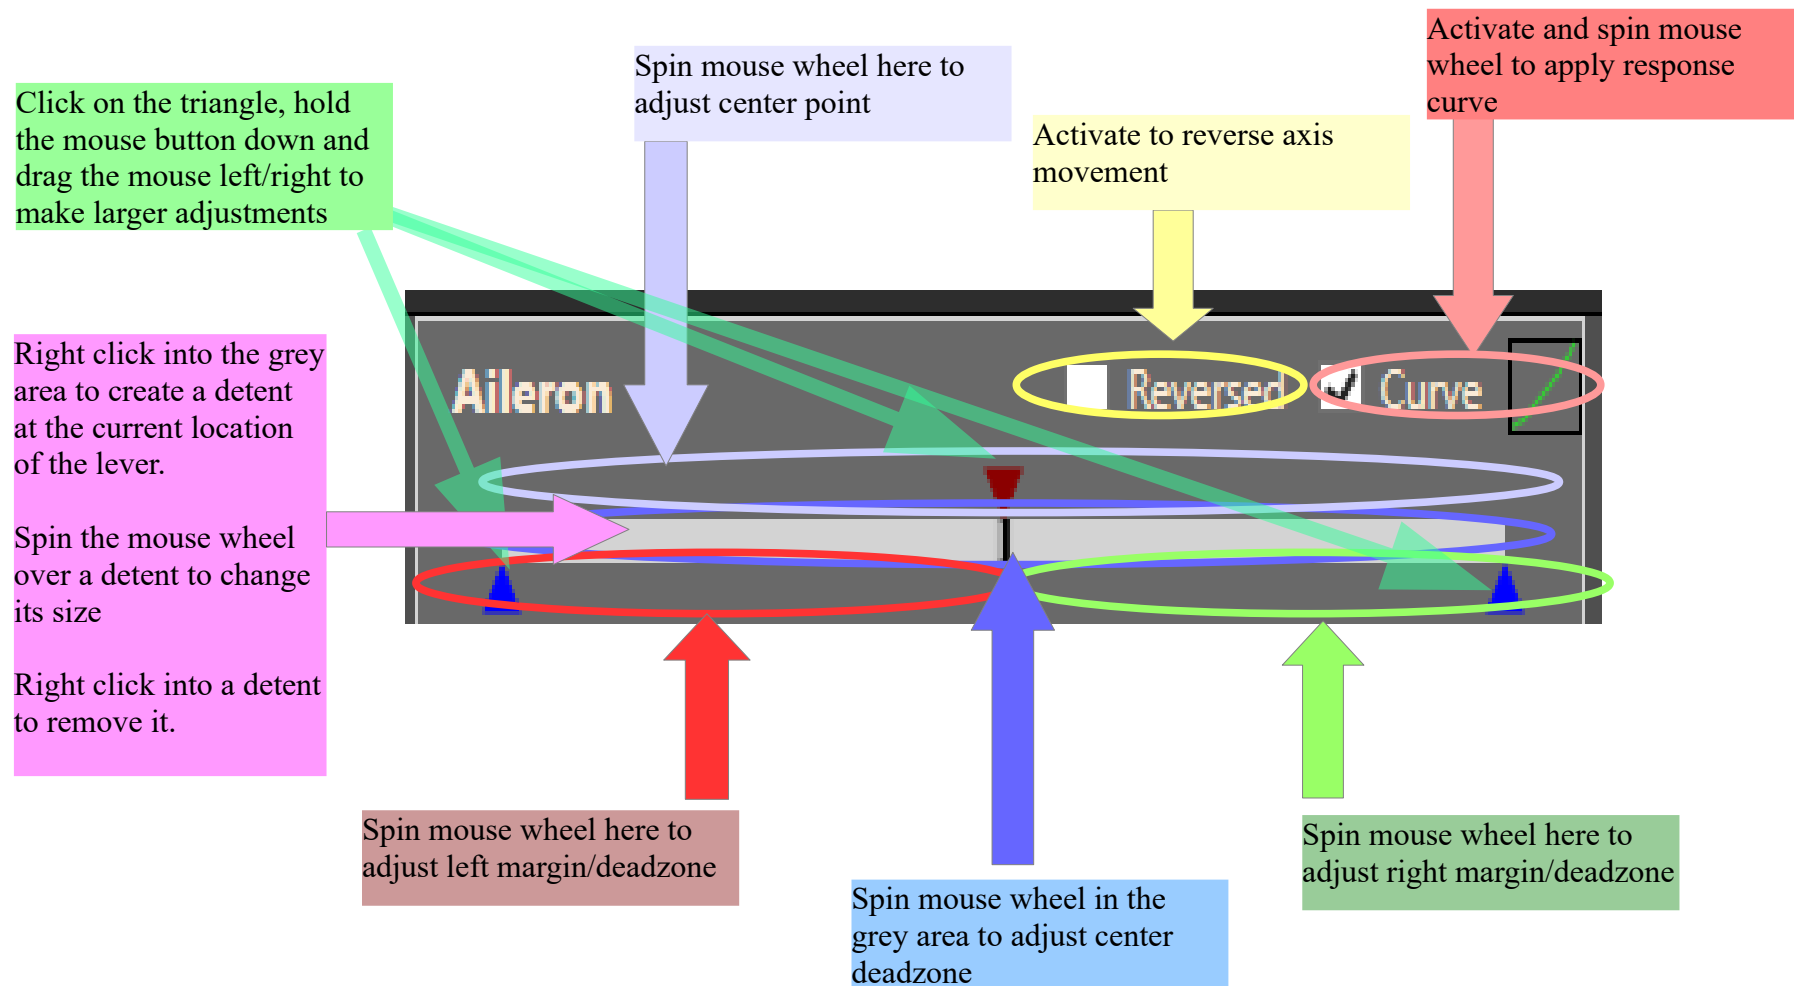 Activate and spin mouse
wheel to apply response
curve
Spin mouse wheel here to
adjust center point
Click on the triangle, hold
the mouse button down and
drag the mouse left/right to
make larger adjustments
Activate to reverse axis
movement
Right click into the grey
area to create a detent
at the current location
of the lever.
Spin the mouse wheel
over a detent to change
its size
Right click into a detent
to remove it.
Aileron
Reversed
Curve
Spin mouse wheel here to
adjust left margin/deadzone
Spin mouse wheel in the
grey area to adjust center
deadzone
Spin mouse wheel here to
adjust right margin/deadzone